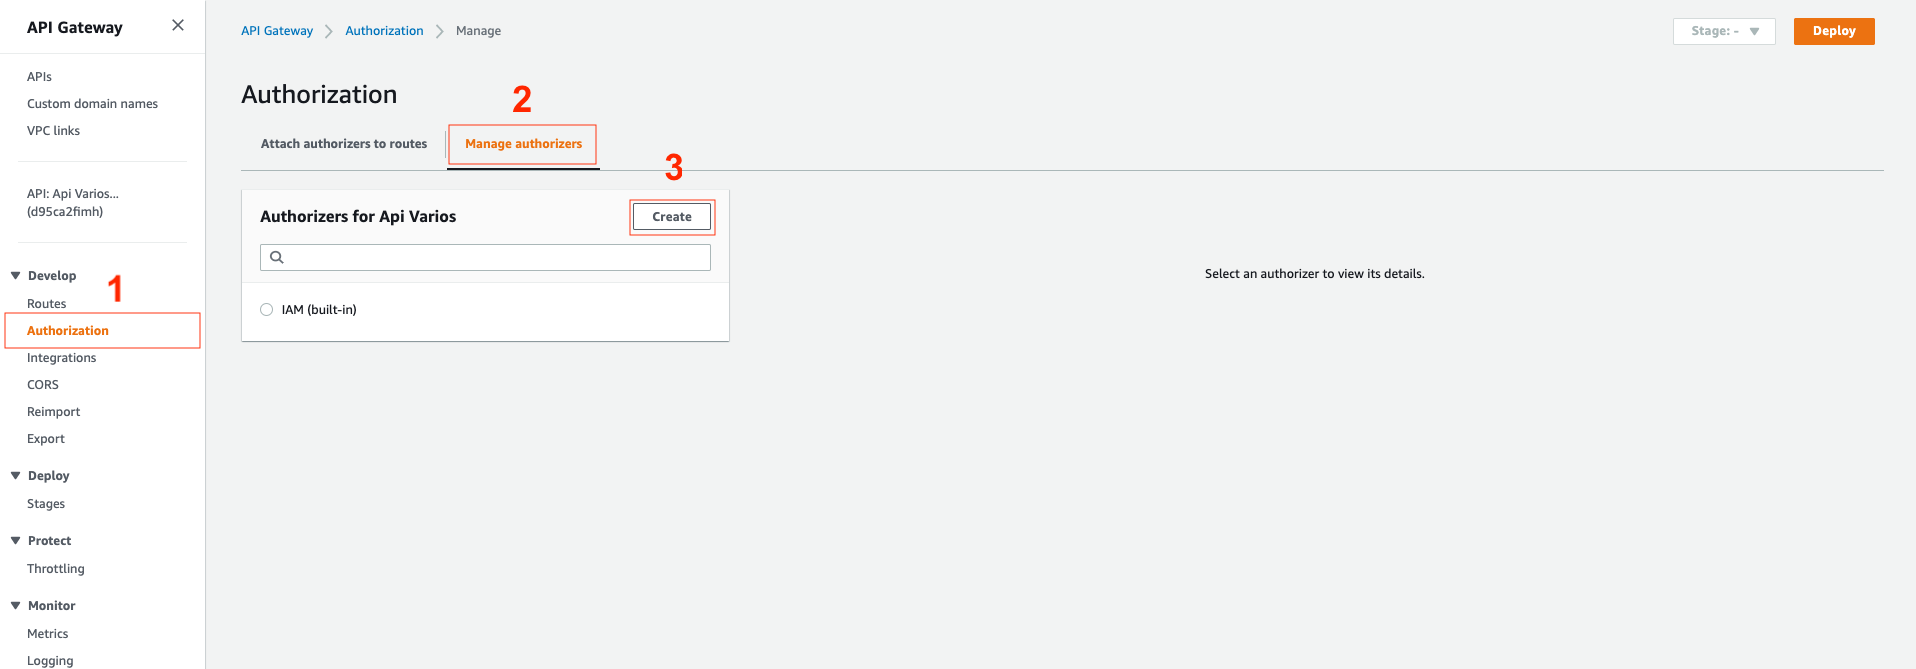 API Gateway
APIs
Custom domain names
VPC links
API: Api Varios...
(d95ca2fimh)
Develop
1
Routes
Authorization
Integrations
CORS
Reimport
Export
Deploy
Stages
Protect
Throttling
Monitor
Metrics
Logging
API Gateway Authorization Manage
Stage: -
Deploy
Authorization
2
Attach authorizers to routes
Manage authorizers
3
Authorizers for Api Varios
Create
IAM (built-in)
Select an authorizer to view its details.